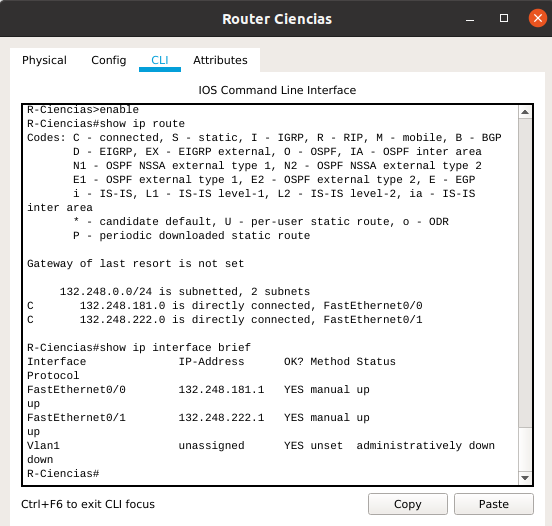 Router Ciencias
Physical Config CLI Attributes
IOS Command Line Interface
R-Ciencias>enable
R-Ciencias#show ip route
Codes: C - connected, S - static, I - IGRP, R - RIP, M - mobile, B - BGP
       D - EIGRP, EX - EIGRP external, O - OSPF, IA - OSPF inter area
       N1 - OSPF NSSA external type 1, N2 - OSPF NSSA external type 2
       E1 - OSPF external type 1, E2 - OSPF external type 2, E - EGP
       i - IS-IS, L1 - IS-IS level-1, L2 - IS-IS level-2, ia - IS-IS
inter area
       * - candidate default, U - per-user static route, o - ODR
       P - periodic downloaded static route
Gateway of last resort is not set
     132.248.0.0/24 is subnetted, 2 subnets
C       132.248.181.0 is directly connected, FastEthernet0/0
C       132.248.222.0 is directly connected, FastEthernet0/1
R-Ciencias#show ip interface brief
Interface              IP-Address      OK? Method Status
Protocol
FastEthernet0/0        132.248.181.1   YES manual up
up
FastEthernet0/1        132.248.222.1   YES manual up
up
Vlan1                  unassigned      YES unset  administratively down
down
R-Ciencias#
Ctrl+F6 to exit CLI focus Copy Paste